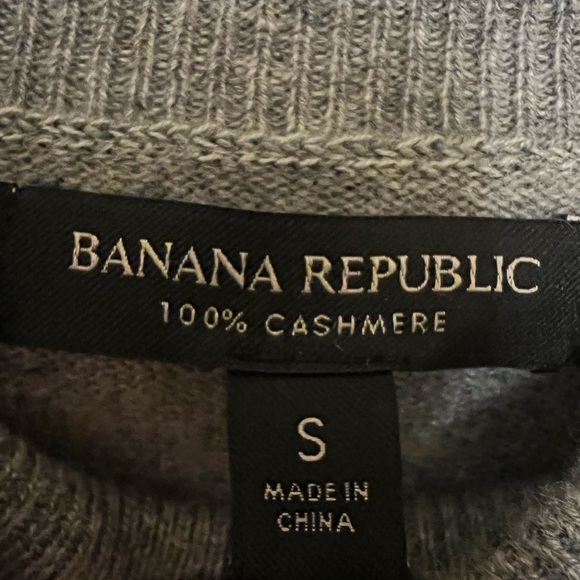 BANANA REPUBLIC
100% CASHMERE
S
MADE IN
CHINA